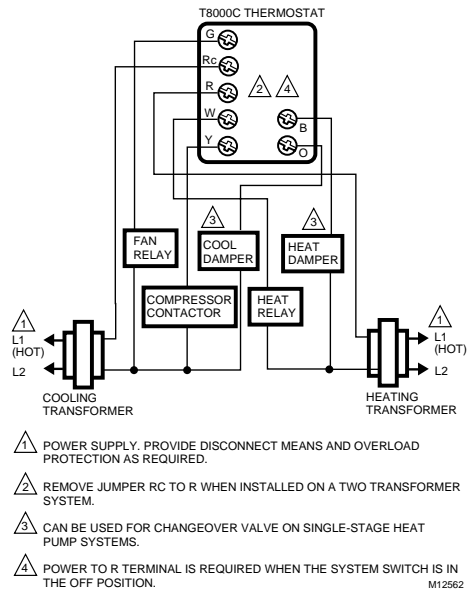 T8000C THERMOSTAT
G
Rc
R
W
Y
2
4
B
O
3
3
FAN
RELAY
COOL
DAMPER
HEAT
DAMPER
COMPRESSOR
CONTACTOR
HEAT
RELAY
1
L1
(HOT)
L2
1
L1
(HOT)
L2
COOLING
TRANSFORMER
HEATING
TRANSFORMER
1 POWER SUPPLY. PROVIDE DISCONNECT MEANS AND OVERLOAD
PROTECTION AS REQUIRED.
2 REMOVE JUMPER RC TO R WHEN INSTALLED ON A TWO TRANSFORMER
SYSTEM.
3 CAN BE USED FOR CHANGEOVER VALVE ON SINGLE-STAGE HEAT
PUMP SYSTEMS.
4 POWER TO R TERMINAL IS REQUIRED WHEN THE SYSTEM SWITCH IS IN
THE OFF POSITION.
M12562